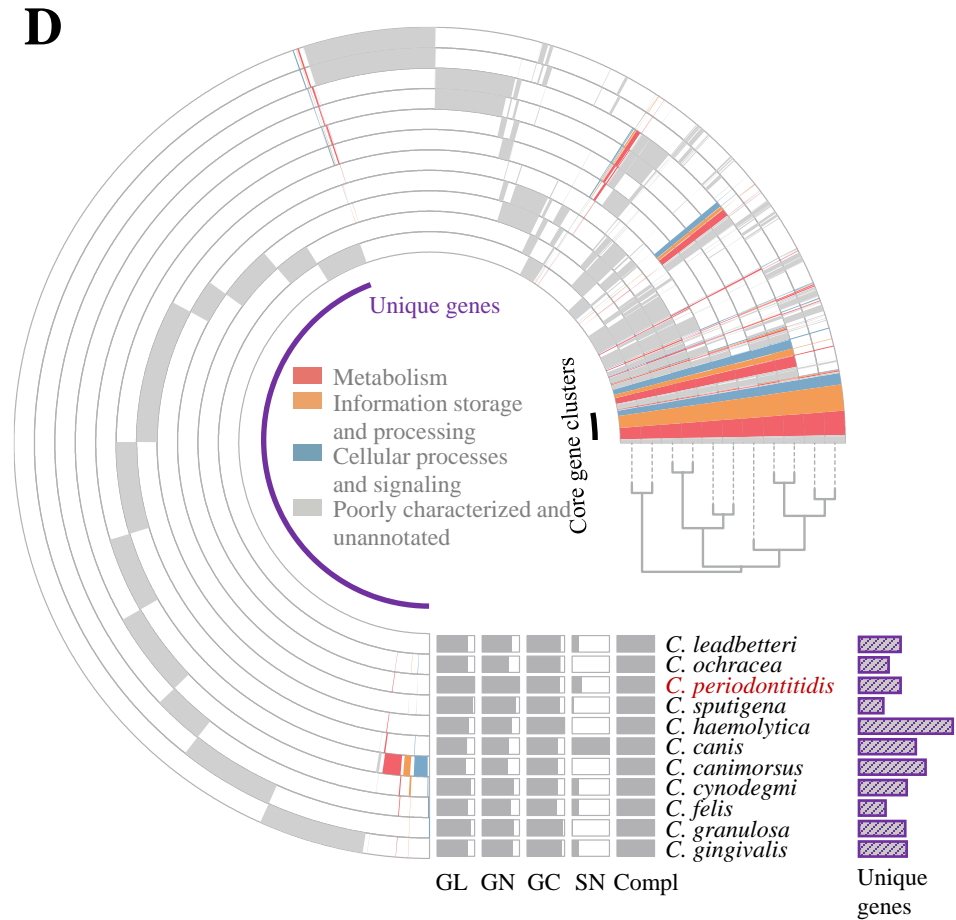 D
Unique genes
Metabolism
Information storage
and processing
Cellular processes
and signaling
Poorly characterized and
unannotated
Core gene clusters
C. leadbetteri
C. ochracea
C. periodontitidis
C. sputigena
C. haemolytica
C. canis
C. canimorsus
C. cynodegmi
C. felis
C. granulosa
C. gingivalis
GL GN GC SN Compl
Unique
genes